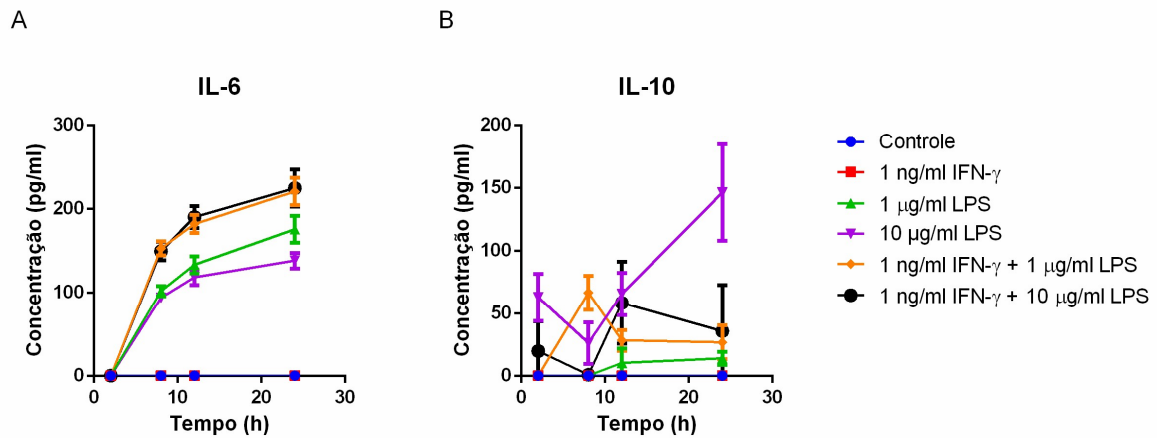 A
B
IL-6
IL-10
Concentração (pg/ml)
300
200
100
0
0
10
20
30
Tempo (h)
Concentração (pg/ml)
200
150
100
50
0
0
10
20
30
Tempo (h)
Controle
1 ng/ml IFN-γ
1 μg/ml LPS
10 μg/ml LPS
1 ng/ml IFN-γ + 1 μg/ml LPS
1 ng/ml IFN-γ + 10 μg/ml LPS